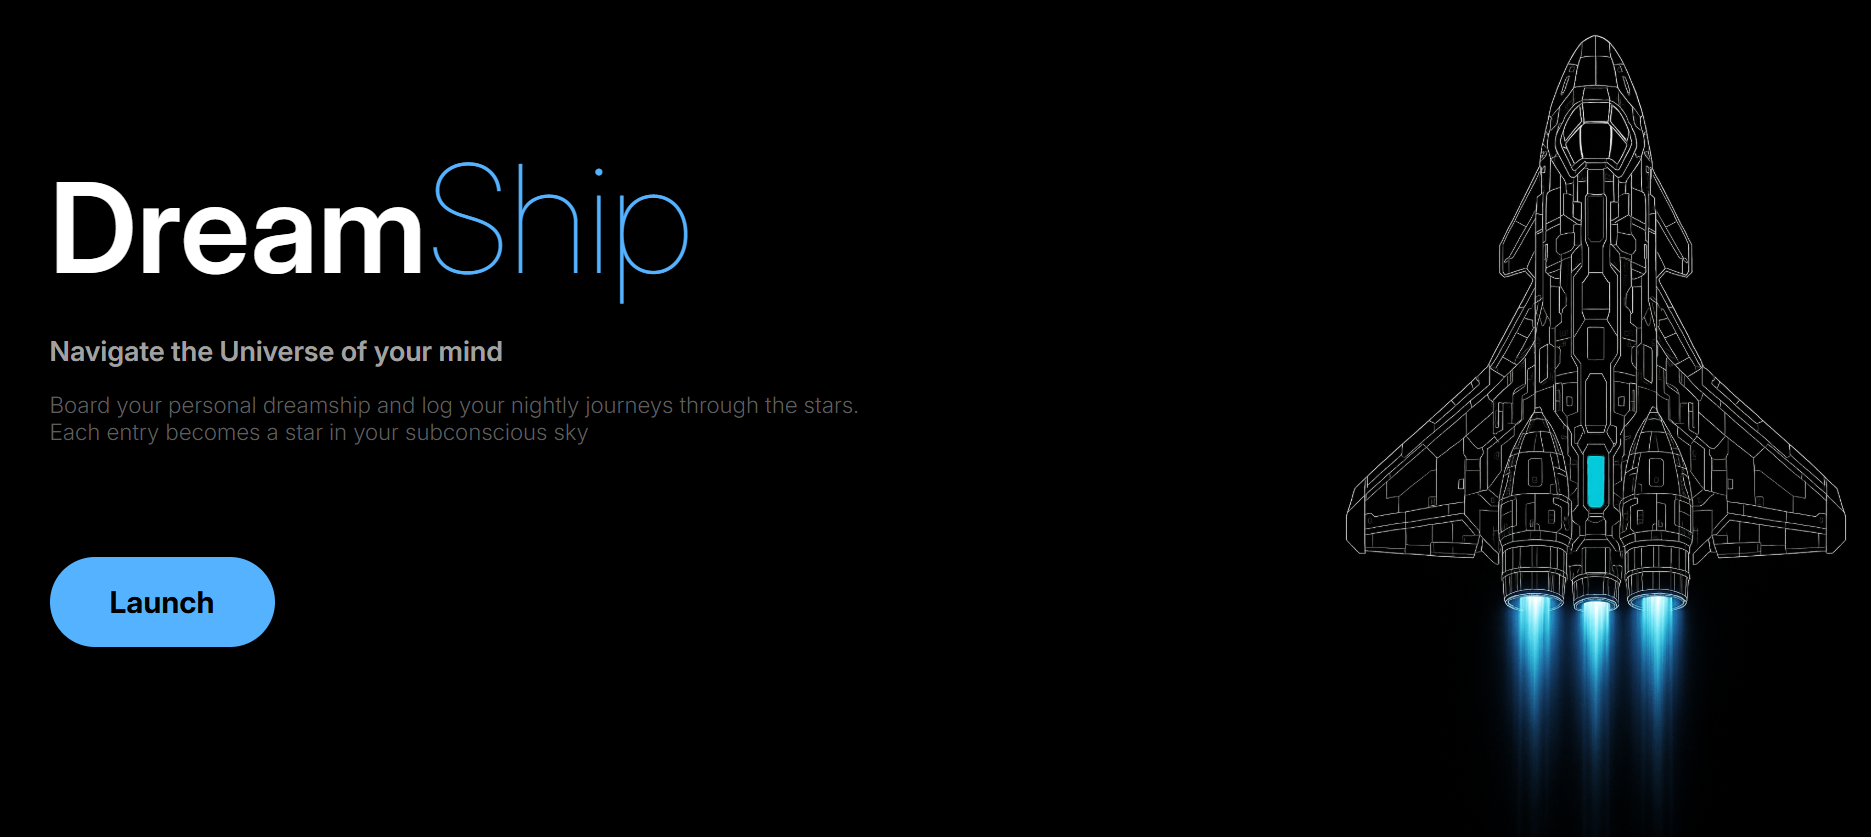 DreamShip
Navigate the Universe of your mind
Board your personal dreamship and log your nightly journeys through the stars.
Each entry becomes a star in your subconscious sky
Launch